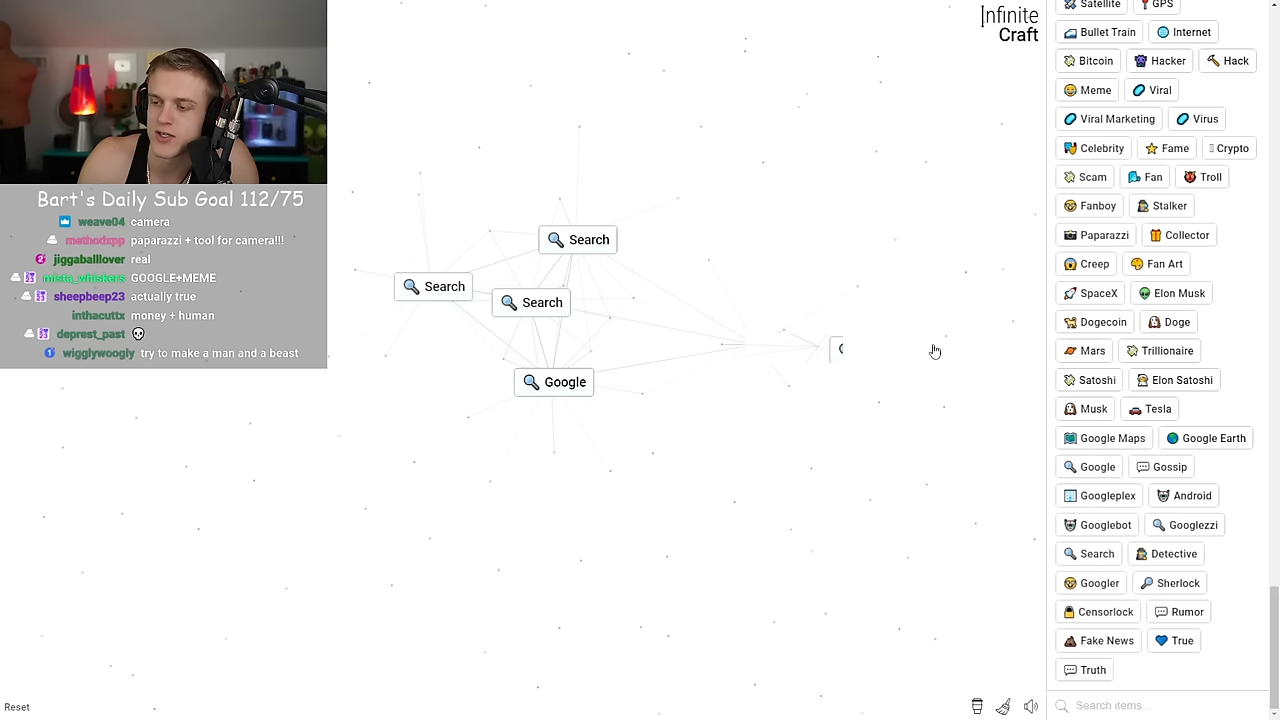 Infinite
Craft
Bart's Daily Sub Goal 112/75
weave04 camera
methodxpp paparazzi + tool for camera!!!
jiggaballlover real
mista_whiskers GOOGLE+MEME
sheepbeep23 actually true
inthacuttx money + human
deprest_past 💀
wigglywoogly try to make a man and a beast
Search
Search
Search
Google
Satellite GPS
Bullet Train Internet
Bitcoin Hacker Hack
Meme Viral
Viral Marketing Virus
Celebrity Fame Crypto
Scam Fan Troll
Fanboy Stalker
Paparazzi Collector
Creep Fan Art
SpaceX Elon Musk
Dogecoin Doge
Mars Trillionaire
Satoshi Elon Satoshi
Musk Tesla
Google Maps Google Earth
Google Gossip
Googleplex Android
Googlebot Googlezzi
Search Detective
Googler Sherlock
Censorlock Rumor
Fake News True
Truth
Search items...
Reset